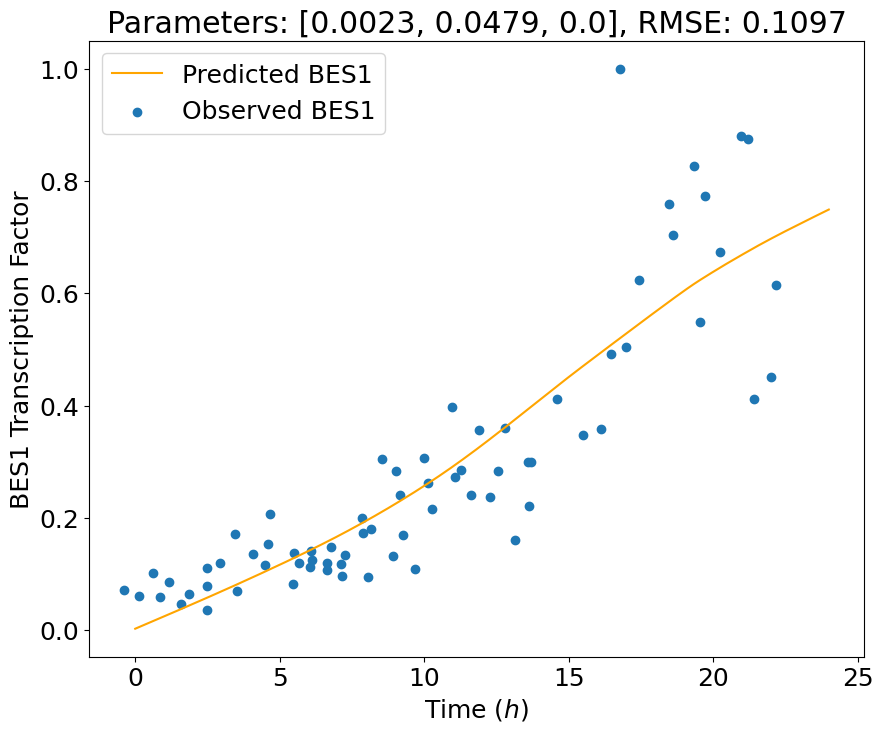 Parameters: [0.0023, 0.0479, 0.0], RMSE: 0.1097
Predicted BES1
Observed BES1
1.0
0.8
0.6
0.4
0.2
0.0
BES1 Transcription Factor
0 5 10 15 20 25
Time (h)